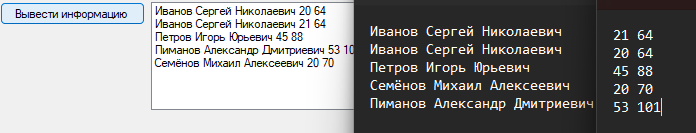 Вывести информацию
Иванов Сергей Николаевич 20 64
Иванов Сергей Николаевич 21 64
Петров Игорь Юрьевич 45 88
Пиманов Александр Дмитриевич 53 10
Семёнов Михаил Алексеевич 20 70
Иванов Сергей Николаевич
Иванов Сергей Николаевич
Петров Игорь Юрьевич
Семёнов Михаил Алексеевич
Пиманов Александр Дмитриевич
21 64
20 64
45 88
20 70
53 101